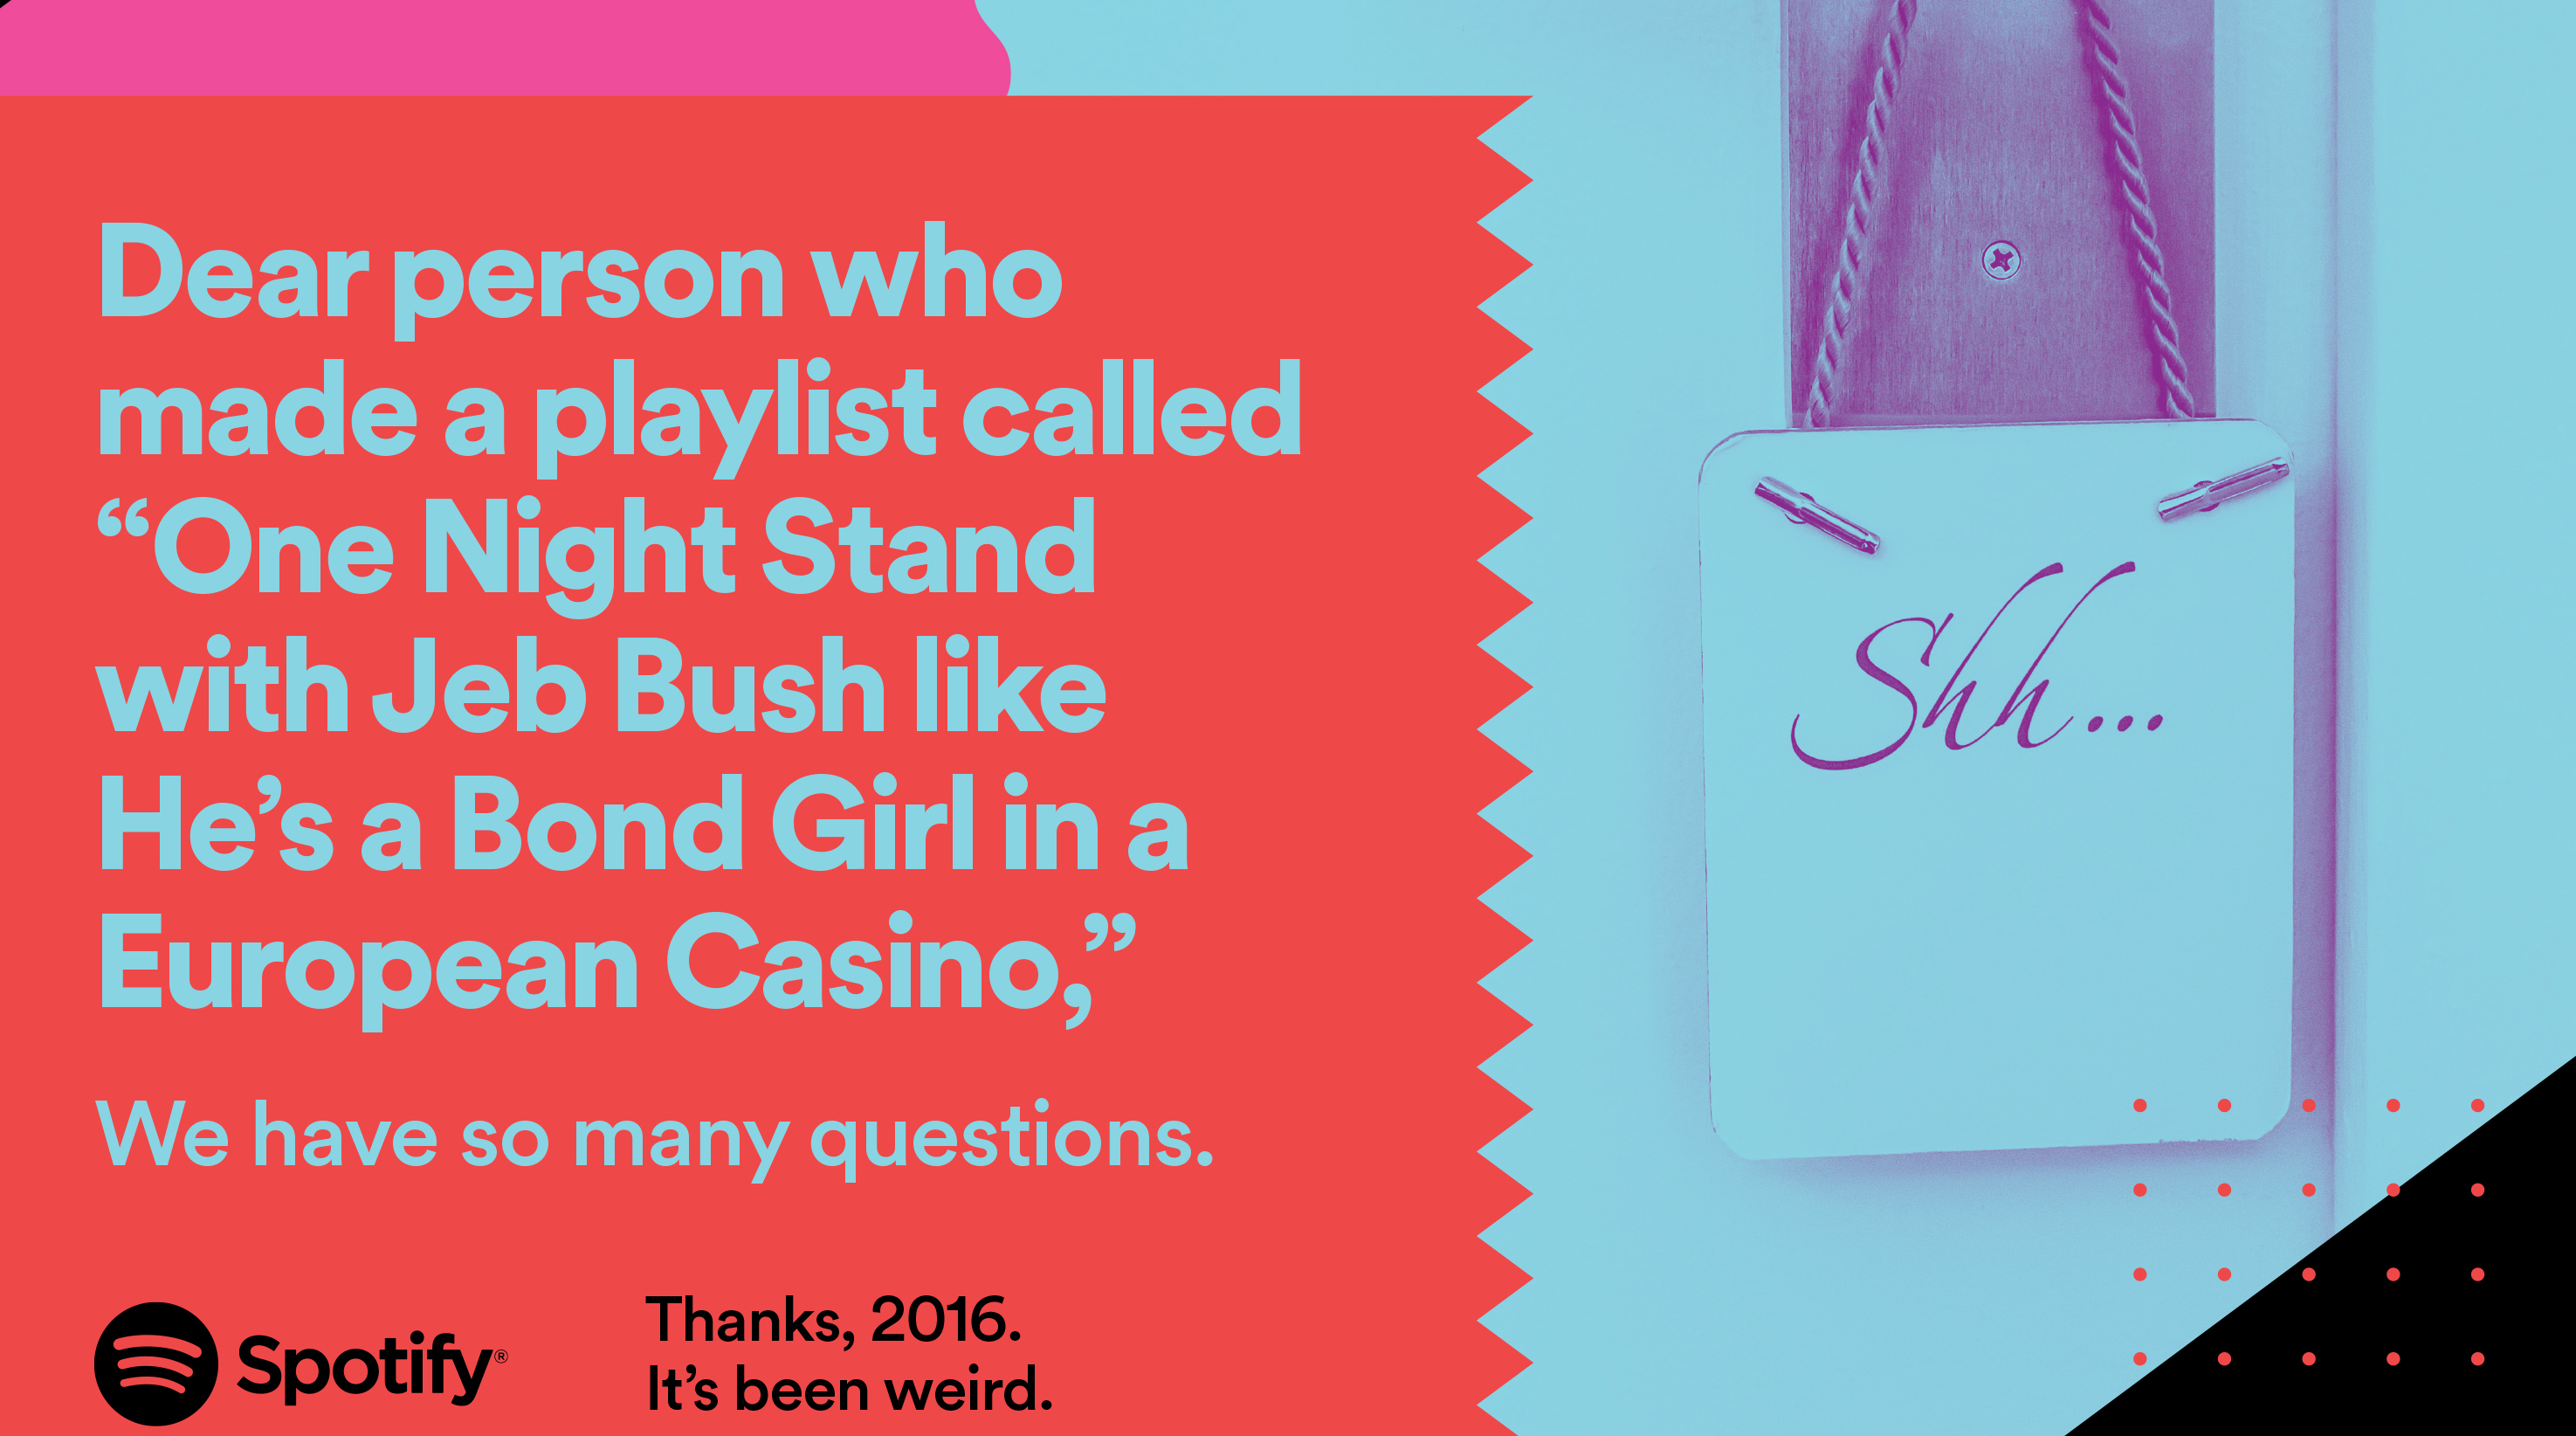 Dear person who
made a playlist called
“One Night Stand
with Jeb Bush like
He’s a Bond Girl in a
European Casino,”
We have so many questions.
Spotify®
Thanks, 2016.
It’s been weird.
Shh...